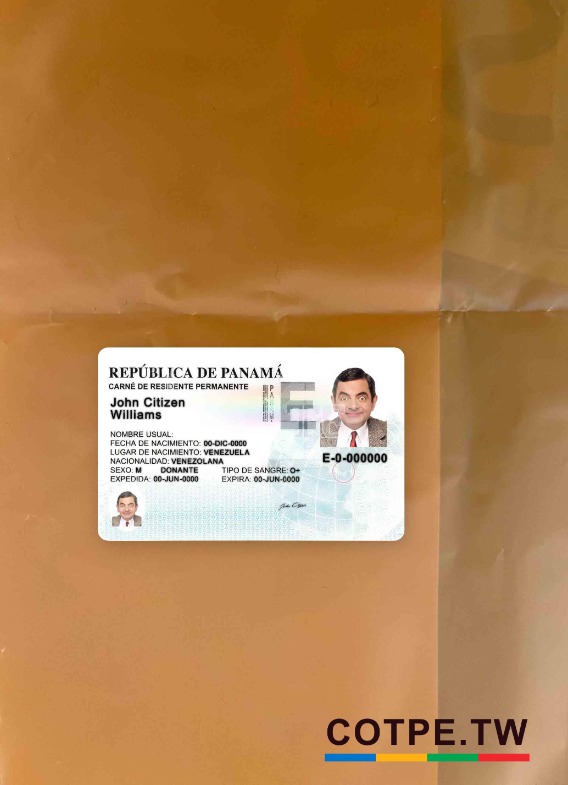 REPÚBLICA DE PANAMÁ
CARNÉ DE RESIDENTE PERMANENTE
John Citizen
Williams
E
NOMBRE USUAL:
FECHA DE NACIMIENTO: 00-DIC-0000
LUGAR DE NACIMIENTO: VENEZUELA
NACIONALIDAD: VENEZOLANA
SEXO: M DONANTE TIPO DE SANGRE: O+
EXPEDIDA: 00-JUN-0000 EXPIRA: 00-JUN-0000
E-0-000000
COTPE.TW